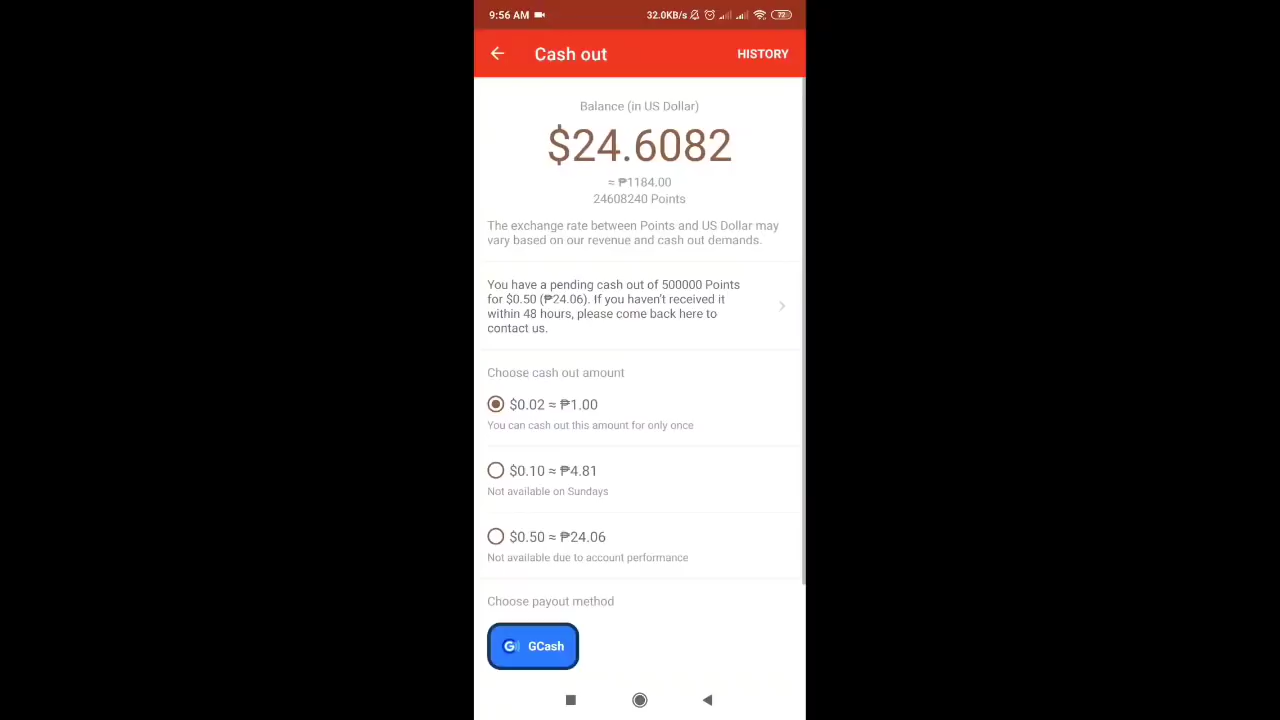 9:56 AM 32.0KB/s 72
Cash out HISTORY
Balance (in US Dollar)
$24.6082
≈ ₱1184.00
24608240 Points
The exchange rate between Points and US Dollar may
vary based on our revenue and cash out demands.
You have a pending cash out of 500000 Points
for $0.50 (₱24.06). If you haven't received it
within 48 hours, please come back here to
contact us.
Choose cash out amount
$0.02 ≈ ₱1.00
You can cash out this amount for only once
$0.10 ≈ ₱4.81
Not available on Sundays
$0.50 ≈ ₱24.06
Not available due to account performance
Choose payout method
G GCash